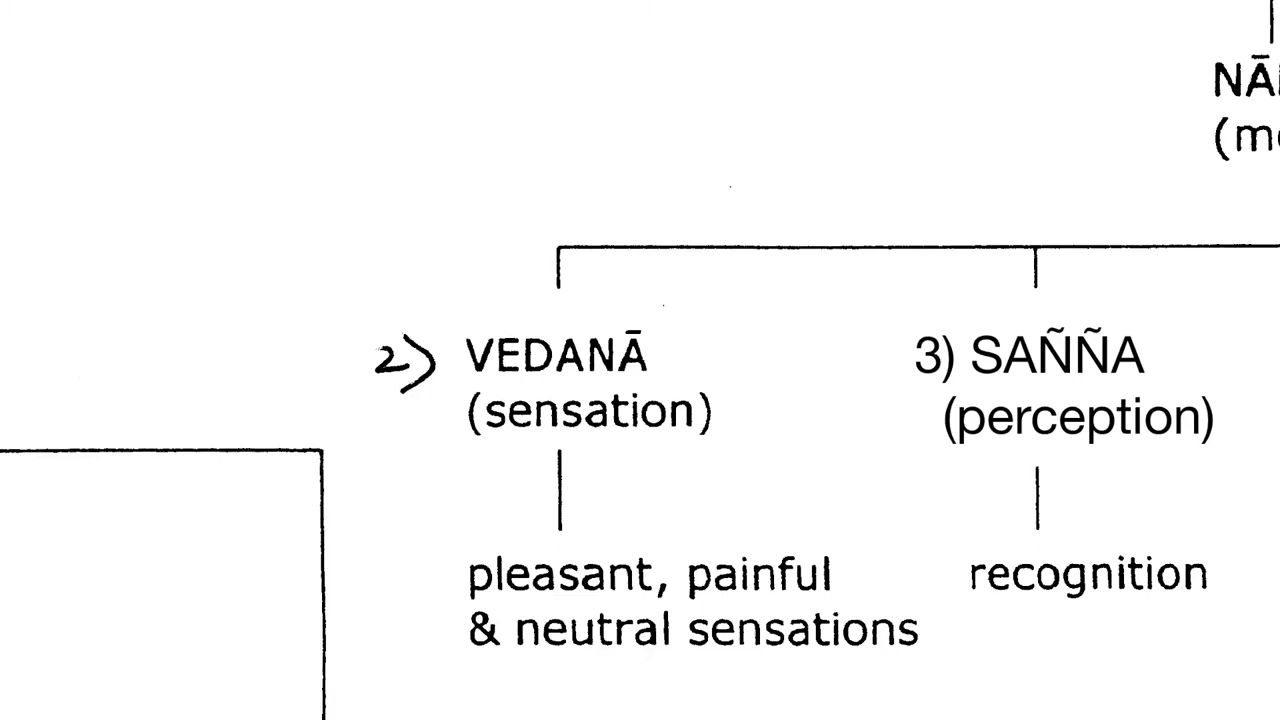 2) VEDANĀ
(sensation)
pleasant, painful
& neutral sensations
3) SAÑÑA
(perception)
recognition